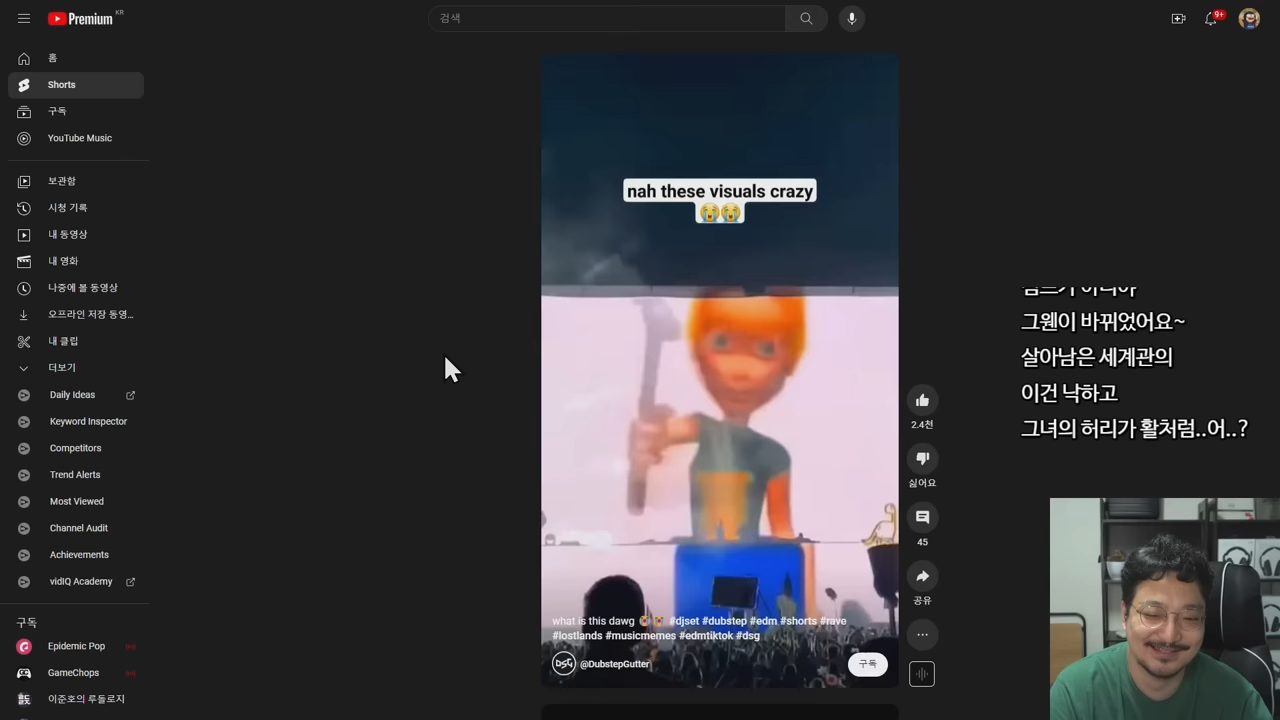 Premium KR
검색
9+
홈
Shorts
구독
YouTube Music
보관함
시청 기록
내 동영상
내 영화
나중에 볼 동영상
오프라인 저장 동영...
내 클립
더보기
Daily Ideas
Keyword Inspector
Competitors
Trend Alerts
Most Viewed
Channel Audit
Achievements
vidIQ Academy
구독
Epidemic Pop
GameChops
이준호의 루돌로지
nah these visuals crazy
😭😭
what is this dawg 😭😭 #djset #dubstep #edm #shorts #rave
#lostlands #musicmemes #edmtiktok #dsg
DSG @DubstepGutter
구독
2.4천
싫어요
45
공유
그웬이 바뀌었어요~
살아남은 세계관의
이건 낙하고
그녀의 허리가 활처럼..어..?